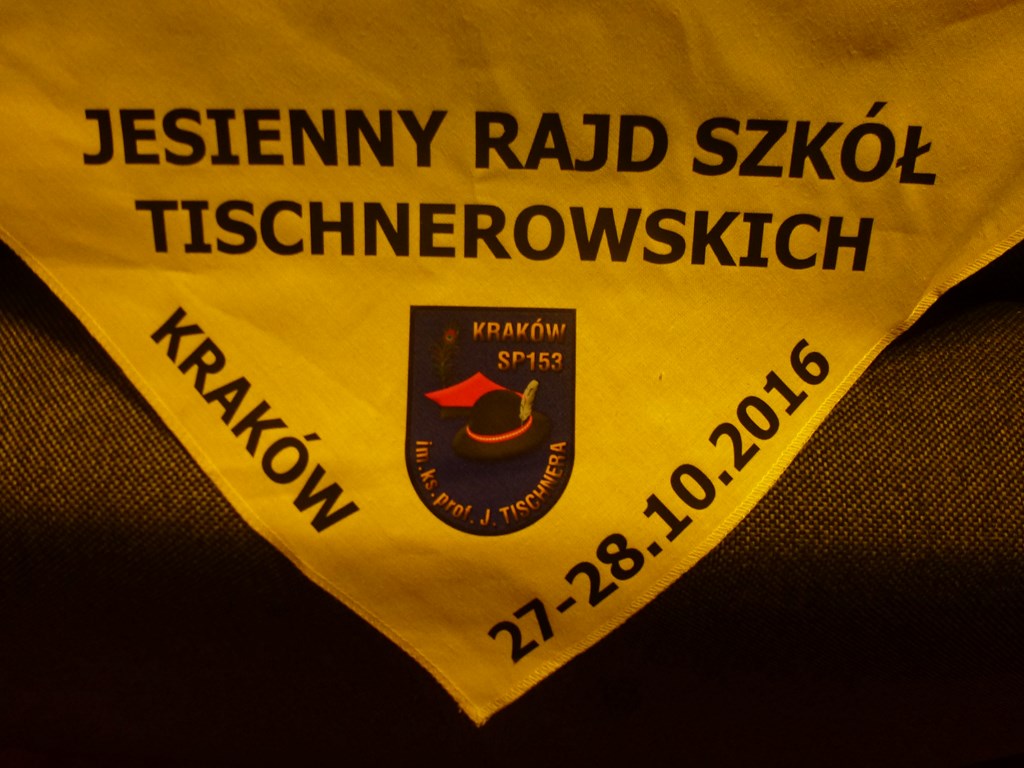 JESIENNY RAJD SZKÓŁ
TISCHNEROWSKICH
KRAKÓW
KRAKÓW
SP153
im.ks.prof. J. TISCHNERA
27-28.10.2016